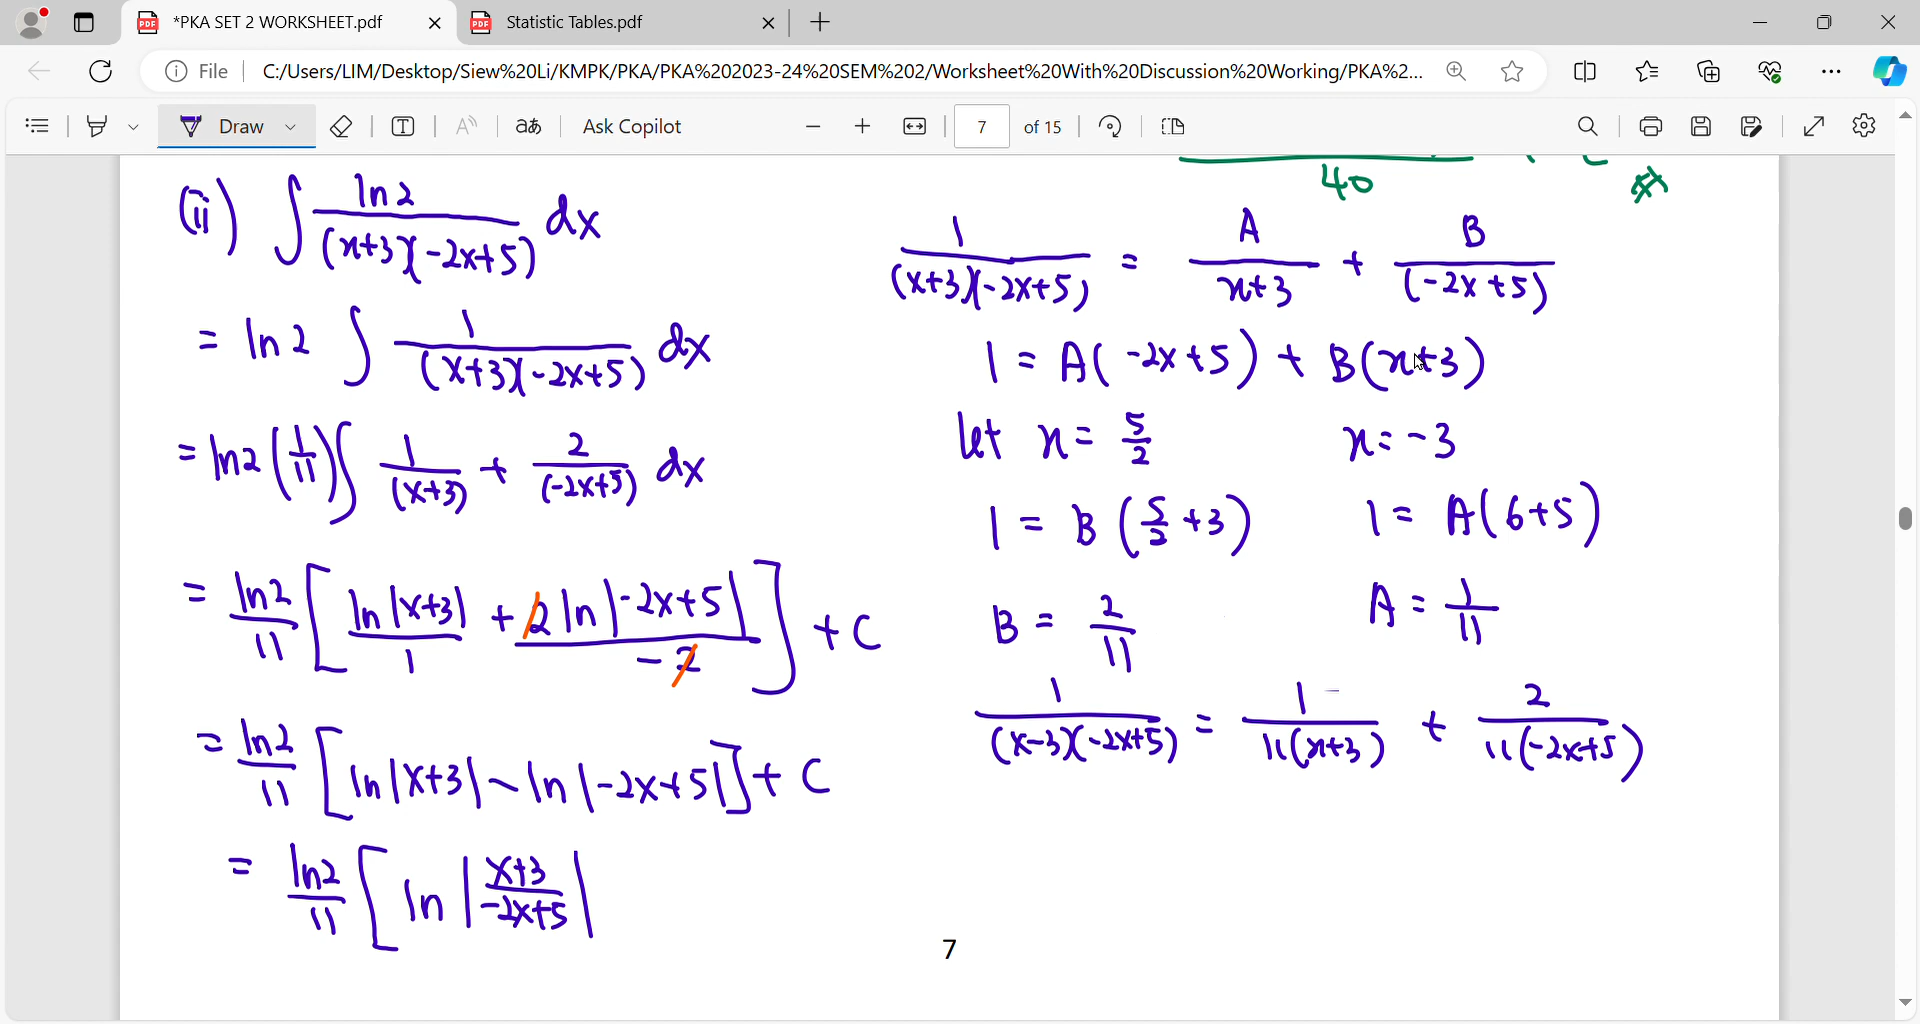 *PKA SET 2 WORKSHEET.pdf
Statistic Tables.pdf
File
C:/Users/LIM/Desktop/Siew%20Li/KMPK/PKA/PKA%202023-24%20SEM%202/Worksheet%20With%20Discussion%20Working/PKA%2...
Draw
aあ
Ask Copilot
7 of 15
40
(ii) ∫ ln2 / (x+3)(-2x+5) dx
= ln 2 ∫ 1 / (x+3)(-2x+5) dx
= ln2 (1/11) ∫ 1/(x+3) + 2/(-2x+5) dx
= ln2/11 [ ln|x+3| / 1 + 2 ln|-2x+5| / -2 ] + C
= ln2/11 [ ln|x+3| - ln|-2x+5| ] + C
= ln2/11 [ ln | x+3 / -2x+5 |
1 / (x+3)(-2x+5) = A / x+3 + B / (-2x+5)
1 = A(-2x+5) + B(x+3)
let x = 5/2 x = -3
1 = B (5/2 +3) 1 = A(6+5)
B = 2/11 A = 1/11
1 / (x-3)(-2x+5) = 1 / 11(x+3) + 2 / 11(-2x+5)
7